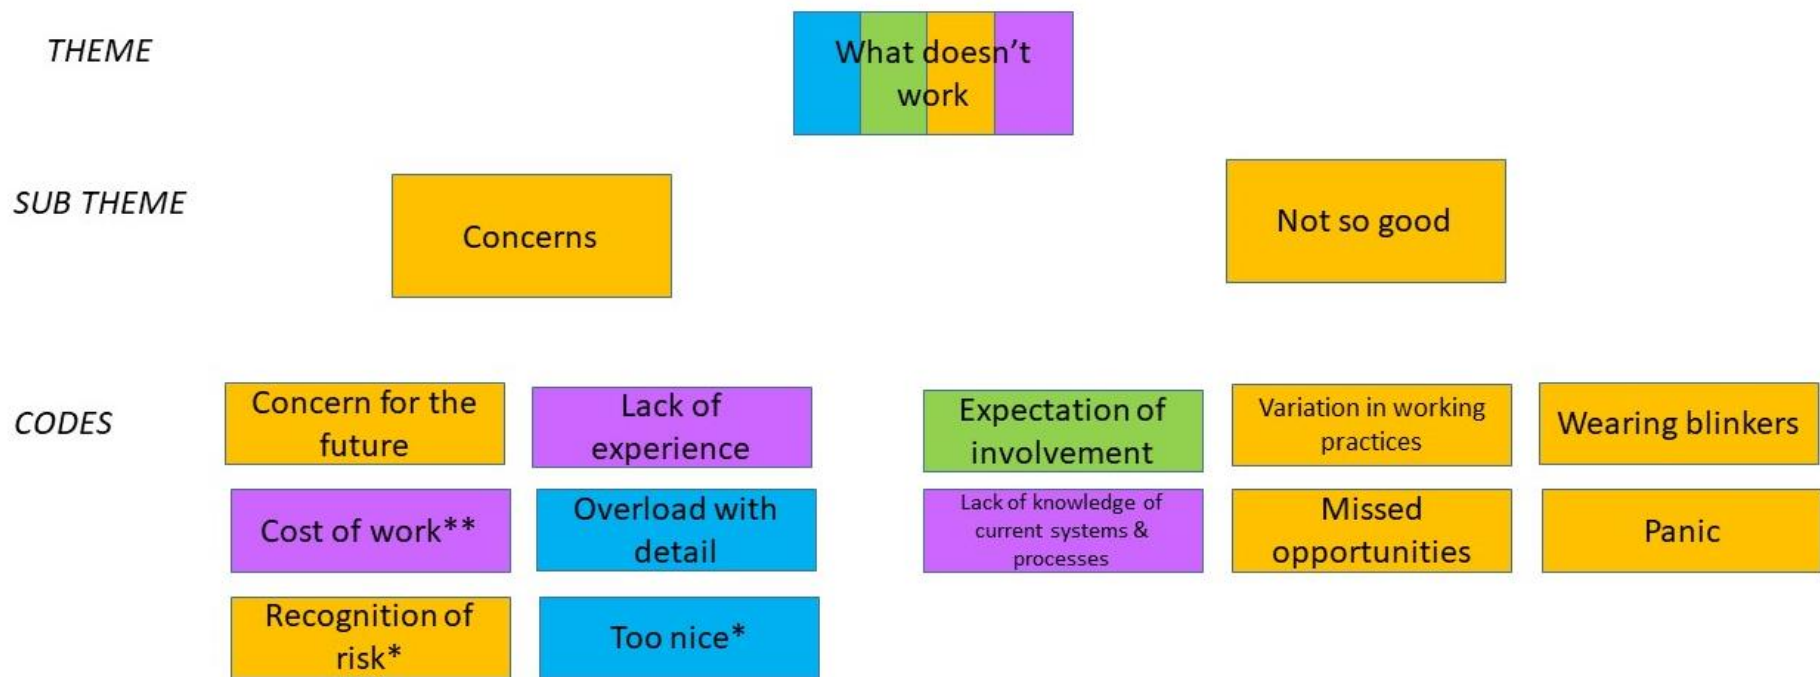 THEME
What doesn't
work
SUB THEME
Concerns
Not so good
CODES
Concern for the
future
Lack of
experience
Expectation of
involvement
Variation in working
practices
Wearing blinkers
Cost of work**
Overload with
detail
Lack of knowledge of
current systems &
processes
Missed
opportunities
Panic
Recognition of
risk*
Too nice*